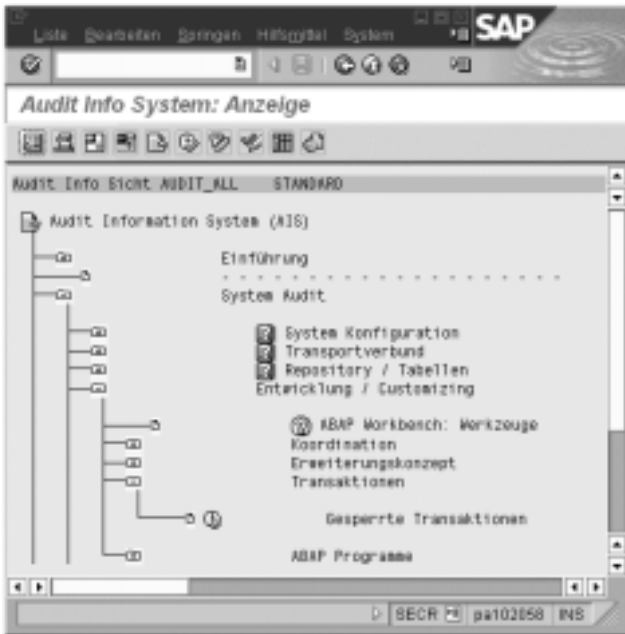 Liste Bearbeiten Springen Hilfsmittel System
SAP
Audit Info System: Anzeige
Audit Info Sicht AUDIT_ALL STANDARD
Audit Information System (AIS)
Einführung
- - - - - - - - - - - - - - - - - - - -
System Audit
System Konfiguration
Transportverbund
Repository / Tabellen
Entwicklung / Customizing
ABAP Workbench: Werkzeuge
Koordination
Erweiterungskonzept
Transaktionen
Gesperrte Transaktionen
ABAP Programme
SECR pa102058 INS